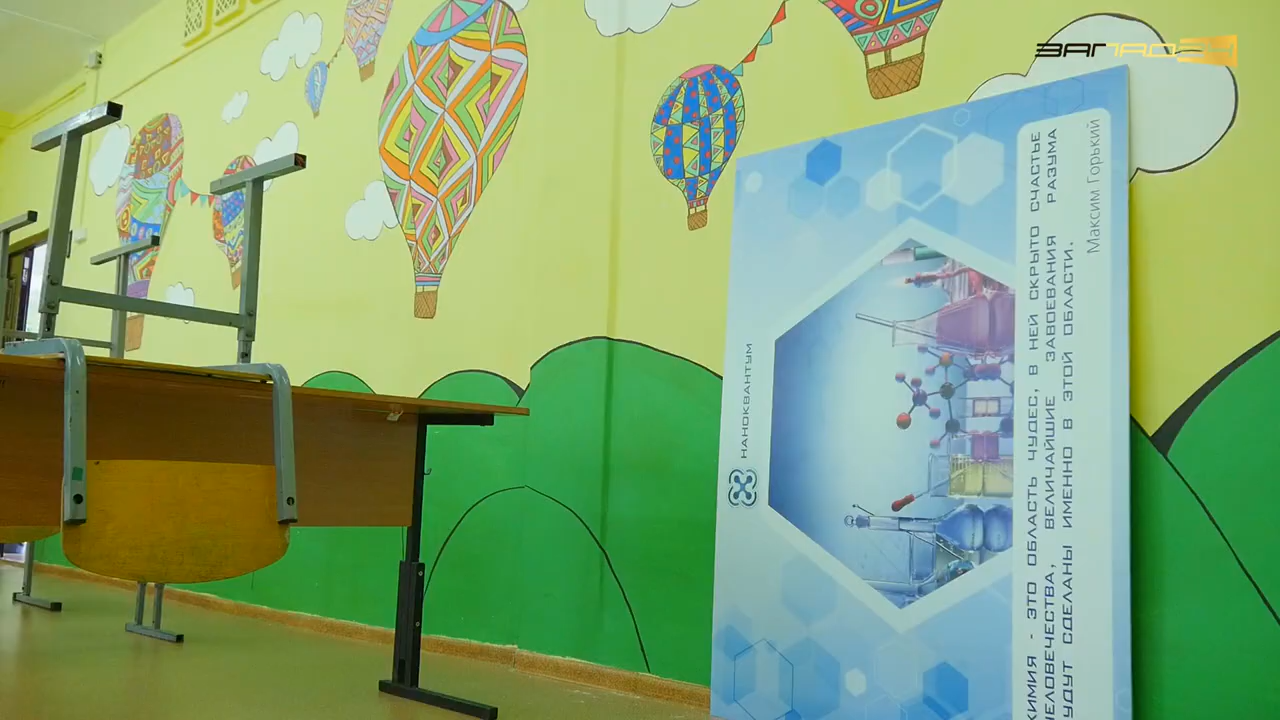 ЗАПАД24
НАНОКВАНТУМ
ХИМИЯ - ЭТО ОБЛАСТЬ ЧУДЕС, В НЕЙ СКРЫТО СЧАСТЬЕ
ЧЕЛОВЕЧЕСТВА, ВЕЛИЧАЙШИЕ ЗАВОЕВАНИЯ РАЗУМА
БУДУТ СДЕЛАНЫ ИМЕННО В ЭТОЙ ОБЛАСТИ.
Максим Горький